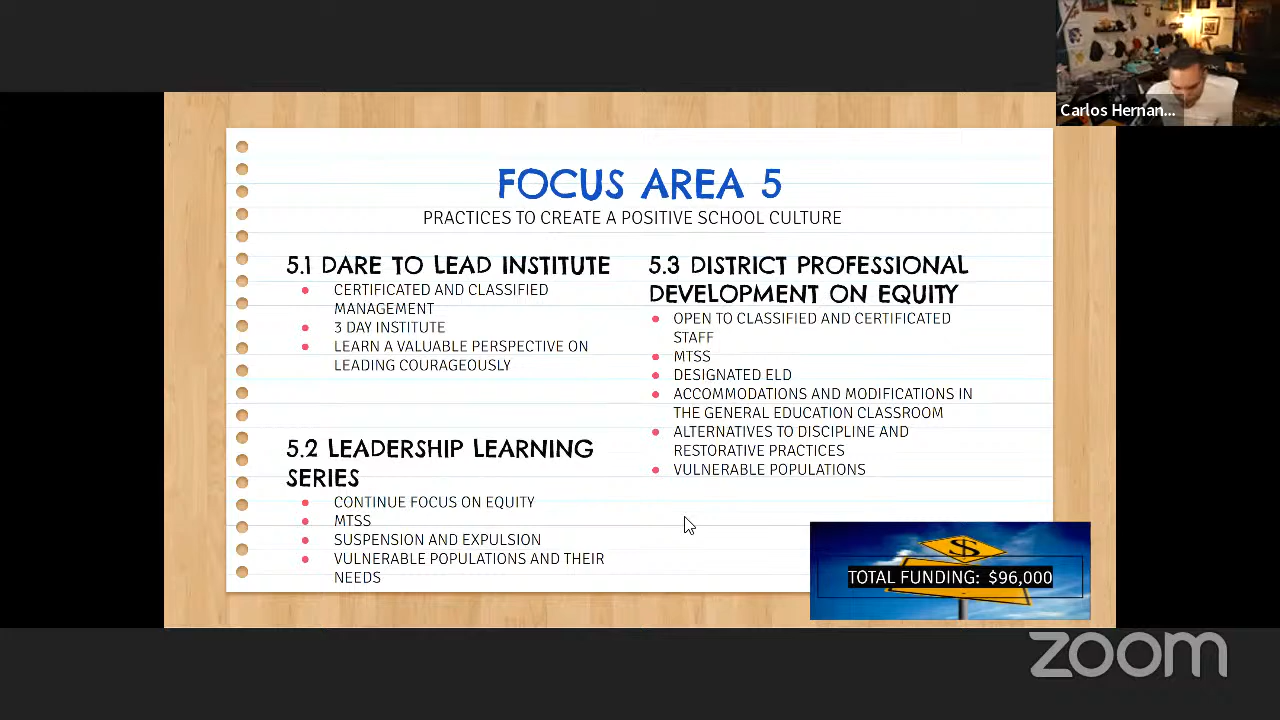 Carlos Hernan...
FOCUS AREA 5
PRACTICES TO CREATE A POSITIVE SCHOOL CULTURE
5.1 DARE TO LEAD INSTITUTE
CERTIFICATED AND CLASSIFIED
MANAGEMENT
3 DAY INSTITUTE
LEARN A VALUABLE PERSPECTIVE ON
LEADING COURAGEOUSLY
5.2 LEADERSHIP LEARNING
SERIES
CONTINUE FOCUS ON EQUITY
MTSS
SUSPENSION AND EXPULSION
VULNERABLE POPULATIONS AND THEIR
NEEDS
5.3 DISTRICT PROFESSIONAL
DEVELOPMENT ON EQUITY
OPEN TO CLASSIFIED AND CERTIFICATED
STAFF
MTSS
DESIGNATED ELD
ACCOMMODATIONS AND MODIFICATIONS IN
THE GENERAL EDUCATION CLASSROOM
ALTERNATIVES TO DISCIPLINE AND
RESTORATIVE PRACTICES
VULNERABLE POPULATIONS
$
TOTAL FUNDING: $96,000
zoom